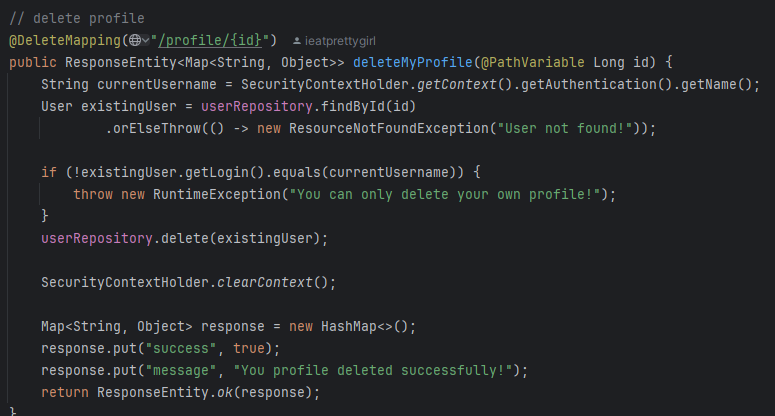 // delete profile
@DeleteMapping("/profile/{id}") ieatprettygirl
public ResponseEntity<Map<String, Object>> deleteMyProfile(@PathVariable Long id) {
String currentUsername = SecurityContextHolder.getContext().getAuthentication().getName();
User existingUser = userRepository.findById(id)
.orElseThrow(() -> new ResourceNotFoundException("User not found!"));
if (!existingUser.getLogin().equals(currentUsername)) {
throw new RuntimeException("You can only delete your own profile!");
}
userRepository.delete(existingUser);
SecurityContextHolder.clearContext();
Map<String, Object> response = new HashMap<>();
response.put("success", true);
response.put("message", "You profile deleted successfully!");
return ResponseEntity.ok(response);
}